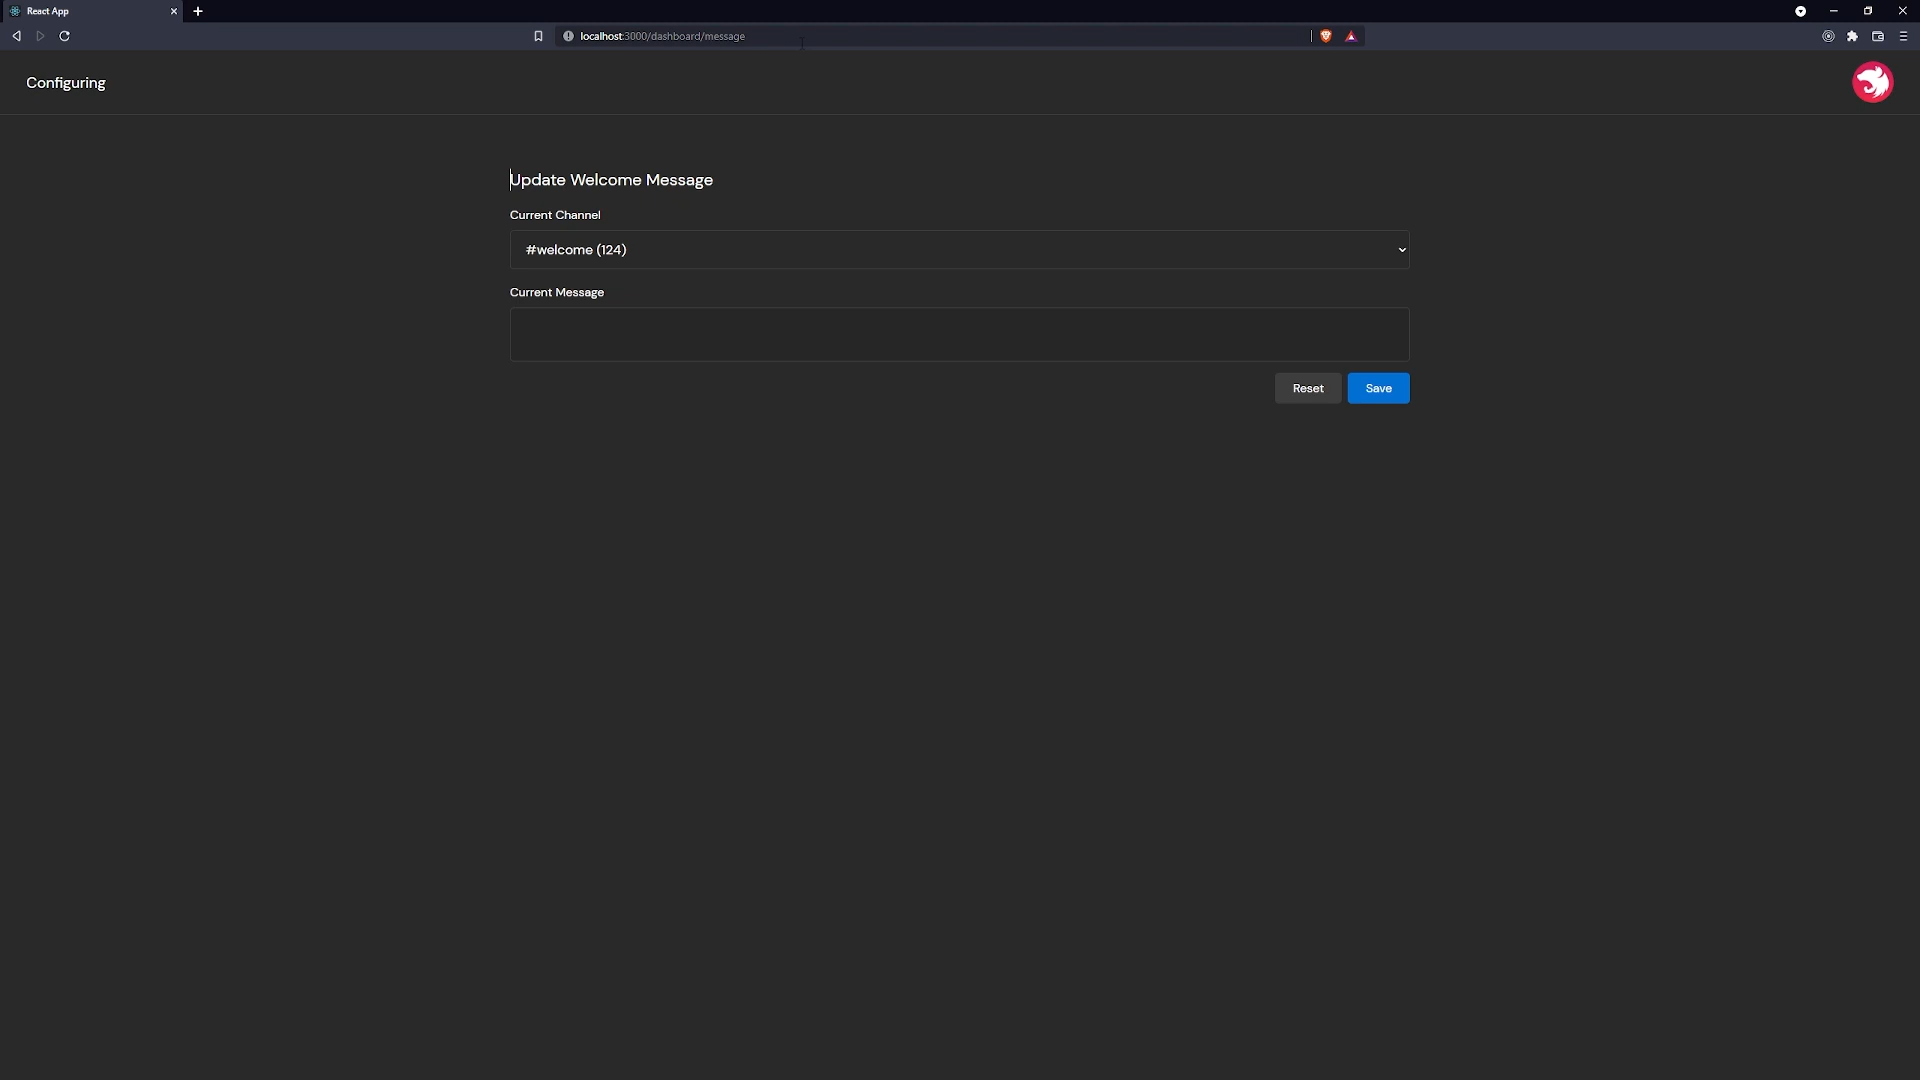 React App
localhost:3000/dashboard/message
Configuring
Update Welcome Message
Current Channel
#welcome (124)
Current Message
Reset
Save